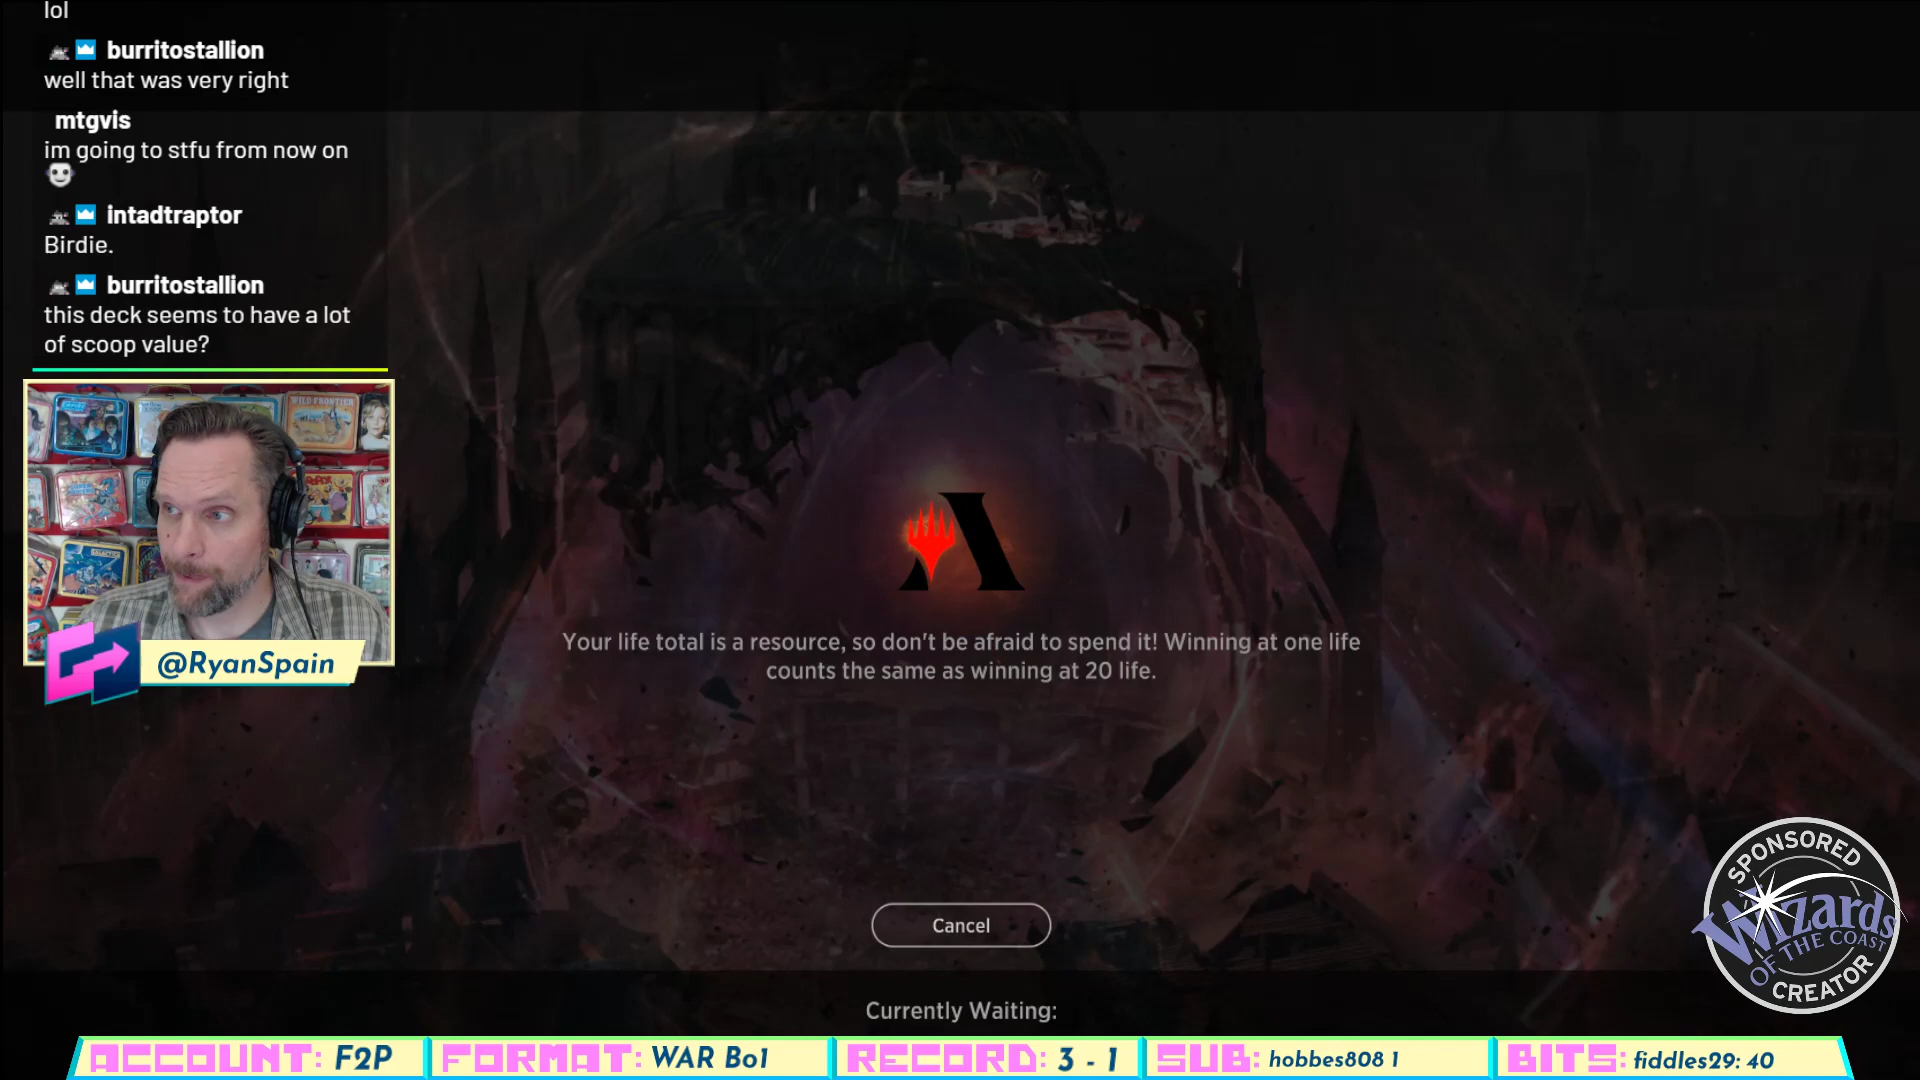 lol
burritostallion
well that was very right
mtgvis
im going to stfu from now on
intadtraptor
Birdie.
burritostallion
this deck seems to have a lot
of scoop value?
WILD FRONTIER
@RyanSpain
Your life total is a resource, so don't be afraid to spend it! Winning at one life
counts the same as winning at 20 life.
Cancel
SPONSORED
Wizards
OF THE COAST
CREATOR
Currently Waiting:
ACCOUNT: F2P
FORMAT: WAR Bo1
RECORD: 3 - 1
SUB: hobbes808 1
BITS: fiddles29: 40